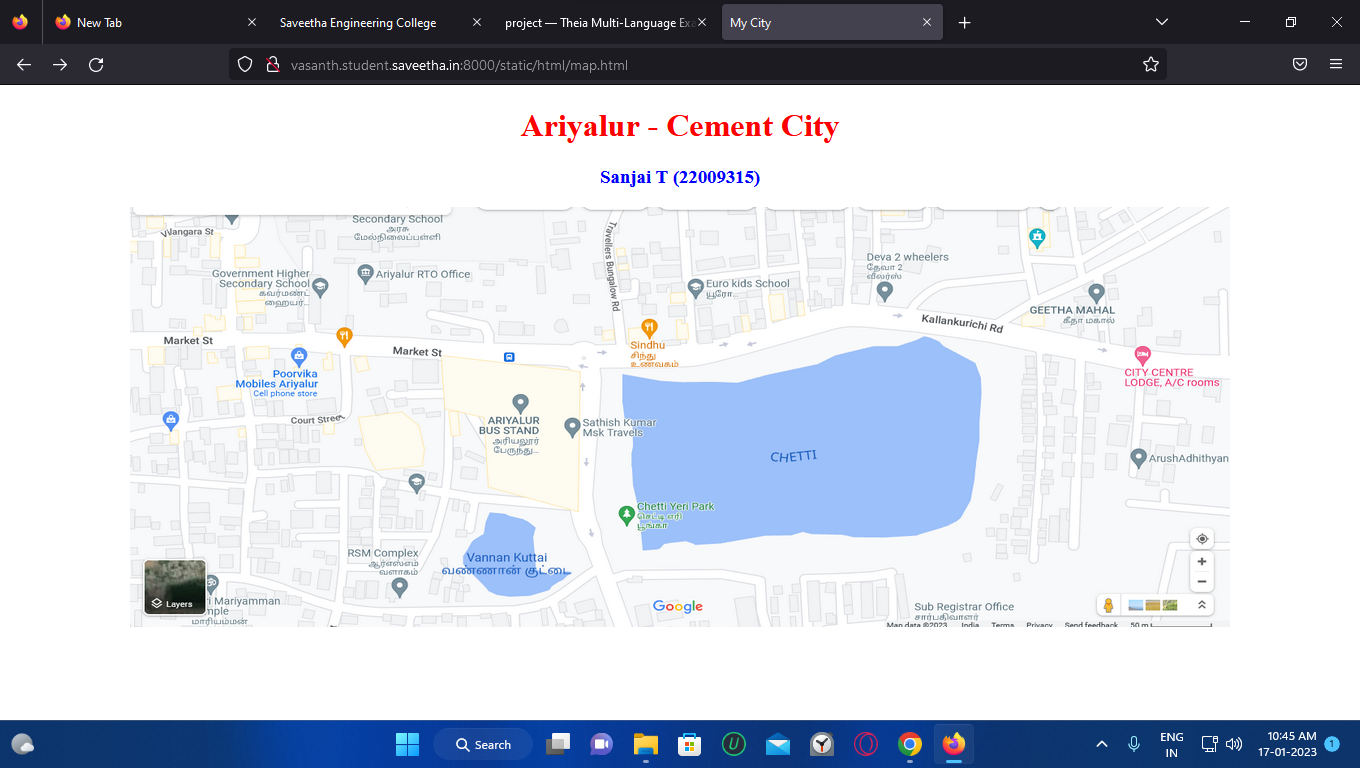 New Tab
Saveetha Engineering College
project — Theia Multi-Language Exa
My City
vasanth.student.saveetha.in:8000/static/html/map.html
Ariyalur - Cement City
Sanjai T (22009315)
Secondary School
அரசு
மேல்நிலைப்பள்ளி
Vilangara St
Travellers Bungalow Rd
Deva 2 wheelers
தேவா 2
வீலர்ஸ்
Government Higher
Secondary School
கவர்மண்ட்
ஹையர்...
Ariyalur RTO Office
Euro kids School
யூரோ...
GEETHA MAHAL
கீதா மகால்
Kallankurichi Rd
Market St
Market St
Sindhu
சிந்து
உணவகம்
Poorvika
Mobiles Ariyalur
Cell phone store
CITY CENTRE
LODGE, A/C rooms
Court Street
ARIYALUR
BUS STAND
அரியலூர்
பேருந்து...
Sathish Kumar
Msk Travels
CHETTI
ArushAdhithyan
Chetti Yeri Park
செட்டி ஏரி
பூங்கா
RSM Complex
ஆர்எஸ்எம்
வளாகம்
Vannan Kuttai
வண்ணான் குட்டை
ri Mariyamman
mple
மாரியம்மன்
Layers
Google
Sub Registrar Office
சார்பதிவாளர்
Map data ©2023 India Terms Privacy Send feedback 50 m
Search
ENG
IN
10:45 AM
17-01-2023
1